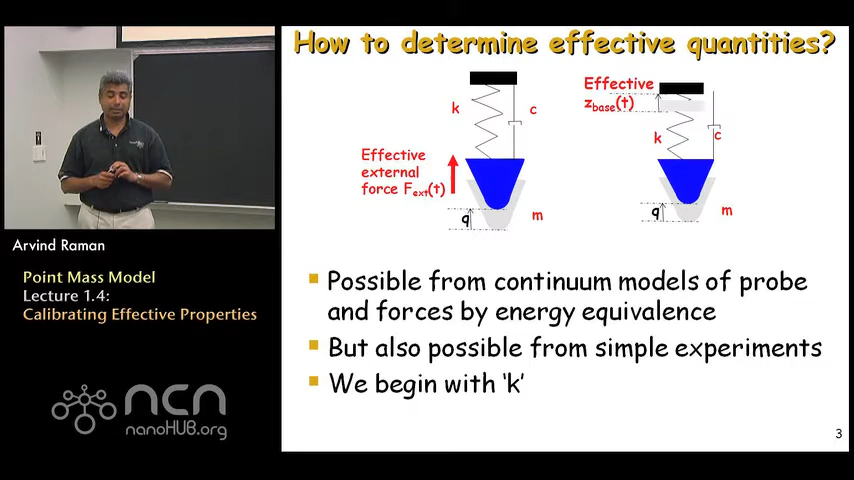 How to determine effective quantities?
k
c
Effective
external
force Fext(t)
q
m
Effective
zbase(t)
k
c
q
m
Arvind Raman
Point Mass Model
Lecture 1.4:
Calibrating Effective Properties
ncn
nanoHUB.org
Possible from continuum models of probe
and forces by energy equivalence
But also possible from simple experiments
We begin with ‘k’
3